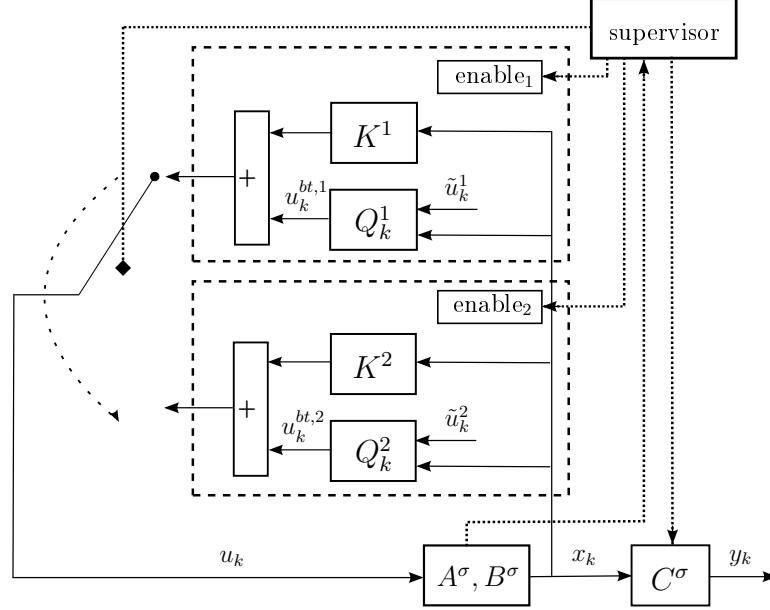 supervisor
enable₁
K¹
+
u_k^{bt,1}
ũ_k^1
Q_k^1
enable₂
K²
+
u_k^{bt,2}
ũ_k^2
Q_k^2
u_k
A^σ, B^σ
x_k
C^σ
y_k